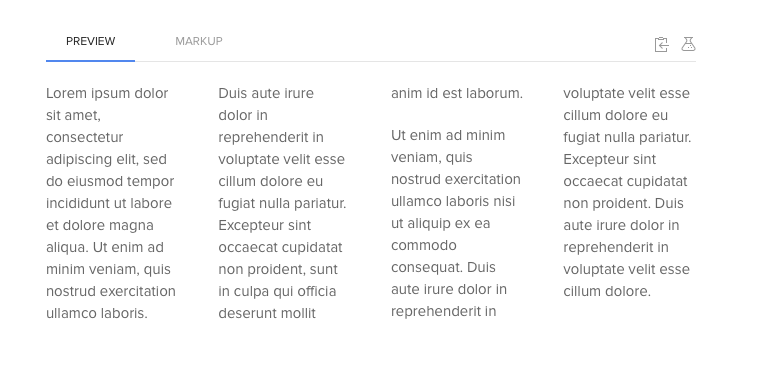 PREVIEW
MARKUP
Lorem ipsum dolor
sit amet,
consectetur
adipiscing elit, sed
do eiusmod tempor
incididunt ut labore
et dolore magna
aliqua. Ut enim ad
minim veniam, quis
nostrud exercitation
ullamco laboris.
Duis aute irure
dolor in
reprehenderit in
voluptate velit esse
cillum dolore eu
fugiat nulla pariatur.
Excepteur sint
occaecat cupidatat
non proident, sunt
in culpa qui officia
deserunt mollit
anim id est laborum.
Ut enim ad minim
veniam, quis
nostrud exercitation
ullamco laboris nisi
ut aliquip ex ea
commodo
consequat. Duis
aute irure dolor in
reprehenderit in
voluptate velit esse
cillum dolore eu
fugiat nulla pariatur.
Excepteur sint
occaecat cupidatat
non proident. Duis
aute irure dolor in
reprehenderit in
voluptate velit esse
cillum dolore.